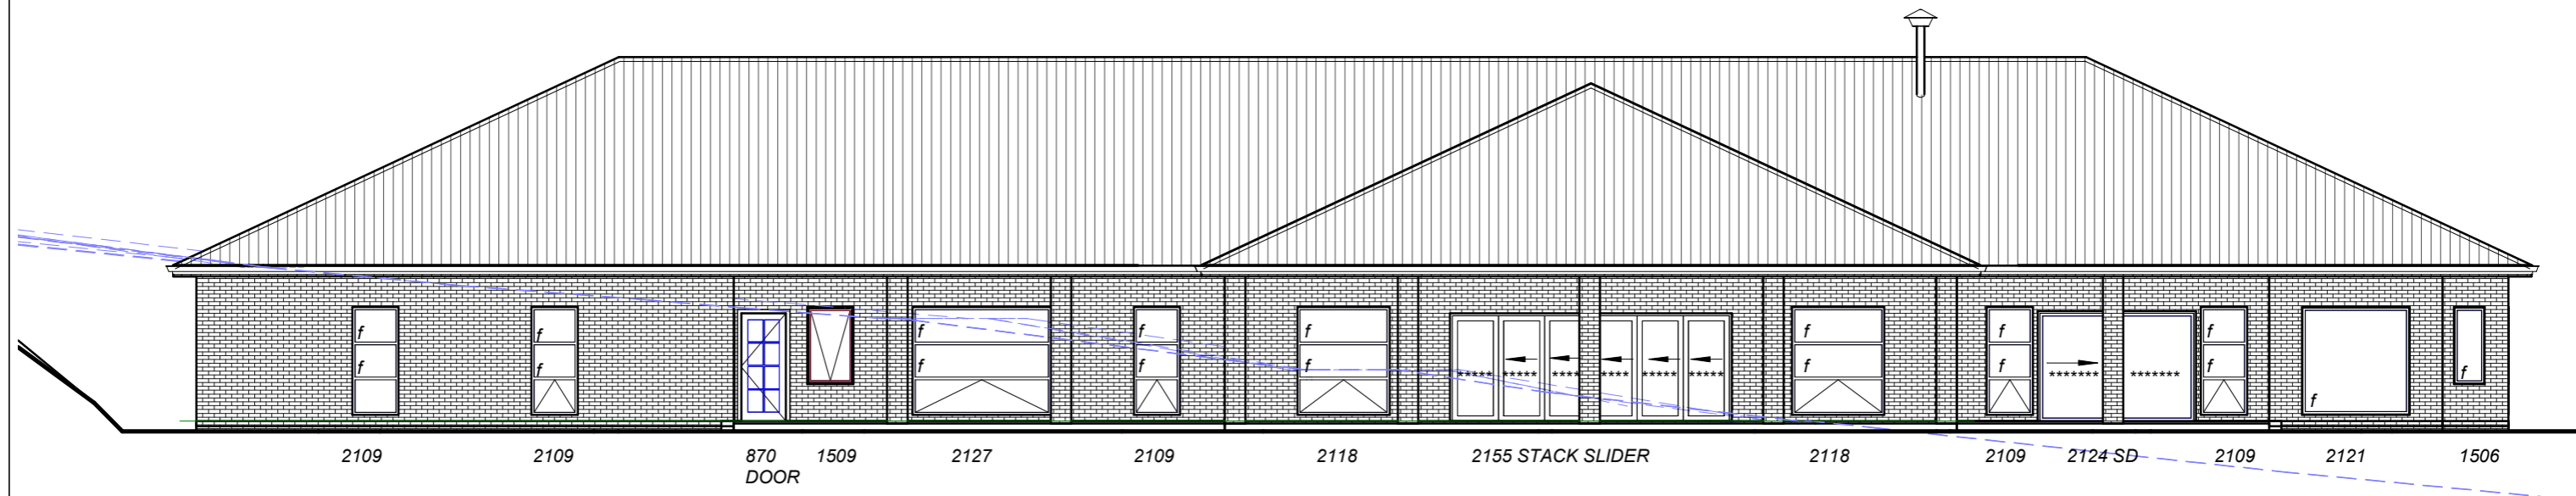 f f f f f f f
f f f f f f f
f f
***** ***** ***** ***** ***** ***** ******* *******
2109 2109 870 1509 2127 2109 2118 2155 STACK SLIDER 2118 2109 2124 SD 2109 2121 1506
DOOR